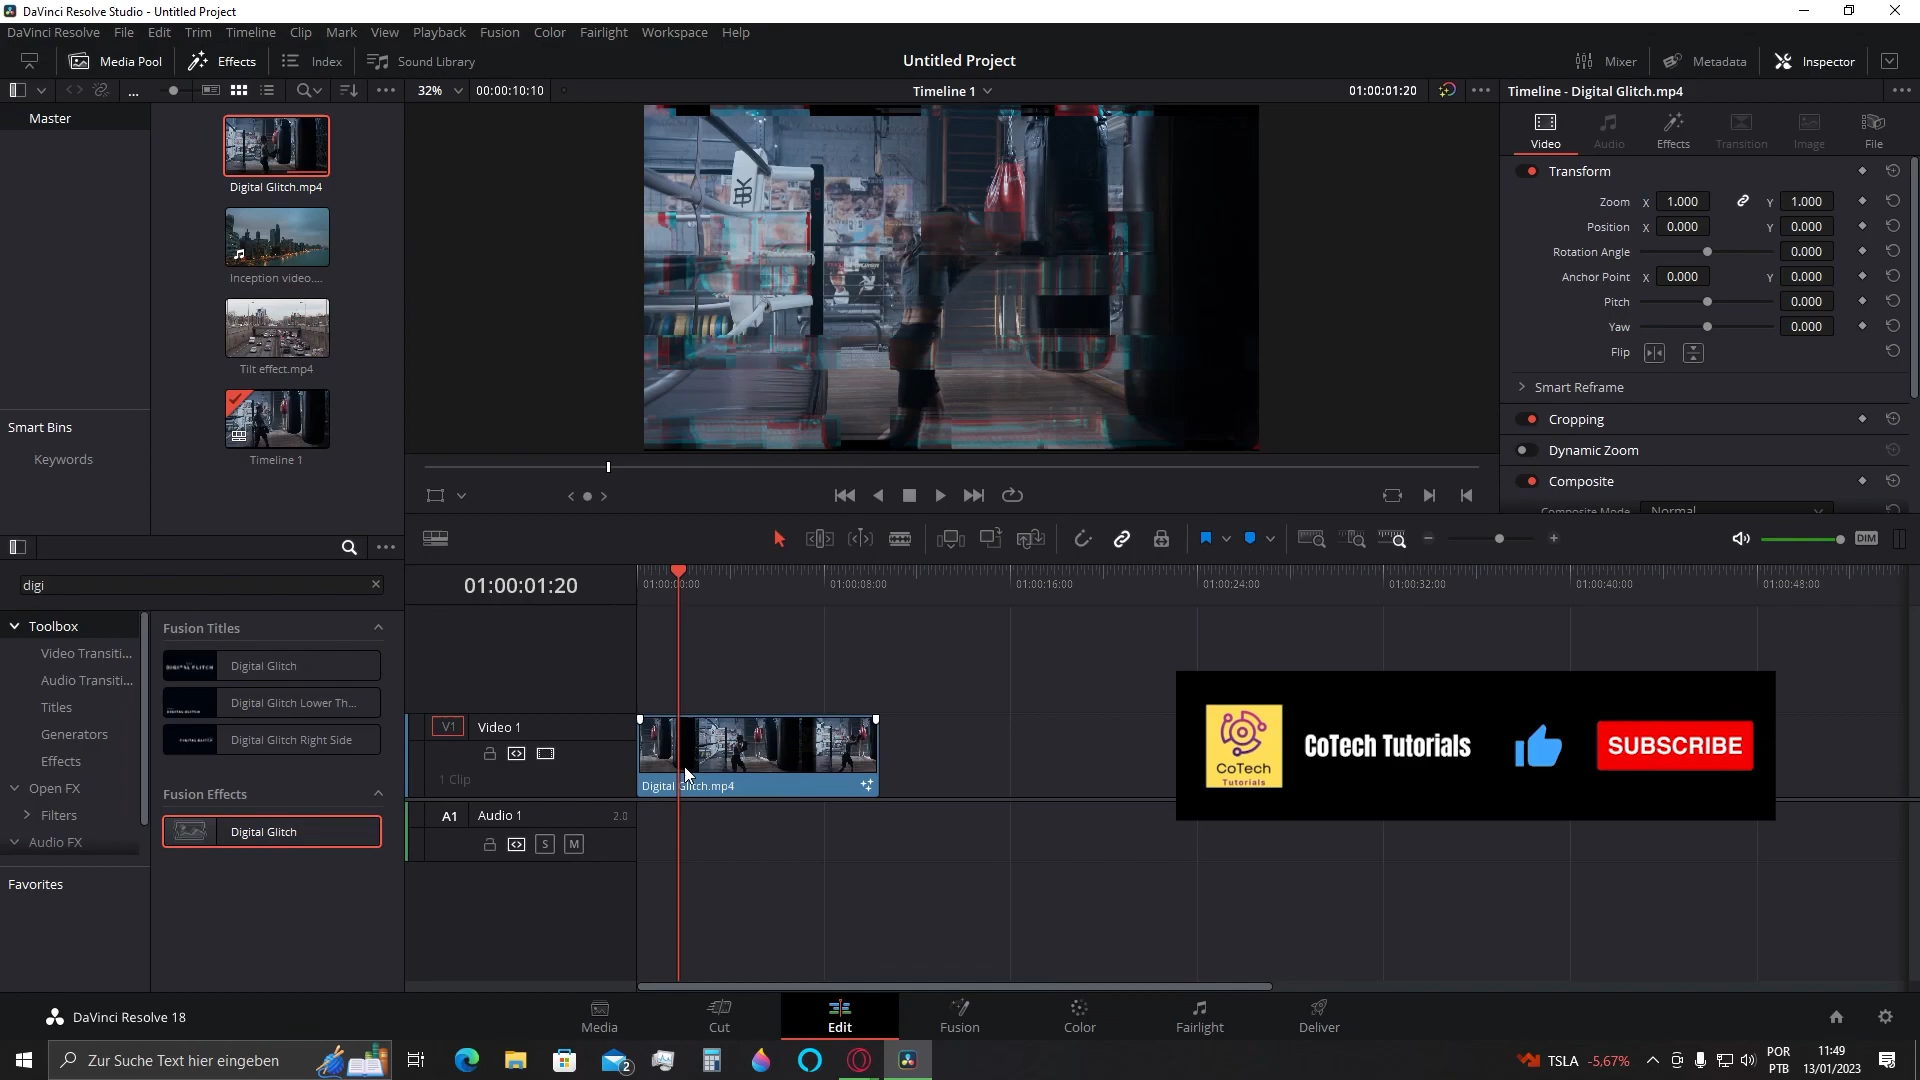 DaVinci Resolve Studio - Untitled Project
DaVinci Resolve File Edit Trim Timeline Clip Mark View Playback Fusion Color Fairlight Workspace Help
Media Pool Effects Index Sound Library
Untitled Project
Mixer Metadata Inspector
... 32% 00:00:10:10
Timeline 1
01:00:01:20
Timeline - Digital Glitch.mp4
Master
Digital Glitch.mp4
Inception video....
Tilt effect.mp4
Timeline 1
Smart Bins
Keywords
Video Audio Effects Transition Image File
Transform
Zoom X 1.000 Y 1.000
Position X 0.000 Y 0.000
Rotation Angle 0.000
Anchor Point X 0.000 Y 0.000
Pitch 0.000
Yaw 0.000
Flip
Smart Reframe
Cropping
Dynamic Zoom
Composite
Composite Mode Normal
DIM
digi
Toolbox
Video Transiti...
Audio Transiti...
Titles
Generators
Effects
Open FX
Filters
Audio FX
Favorites
Fusion Titles
Digital Glitch
Digital Glitch Lower Th...
Digital Glitch Right Side
Fusion Effects
Digital Glitch
01:00:01:20
01:00:00:00 01:00:08:00 01:00:16:00 01:00:24:00 01:00:32:00 01:00:40:00 01:00:48:00
V1 Video 1
1 Clip
Digital Glitch.mp4
A1 Audio 1 2.0
S M
CoTech
Tutorials
CoTech Tutorials
SUBSCRIBE
DaVinci Resolve 18
Media Cut Edit Fusion Color Fairlight Deliver
Zur Suche Text hier eingeben
2
TSLA -5,67%
POR
PTB
11:49
13/01/2023